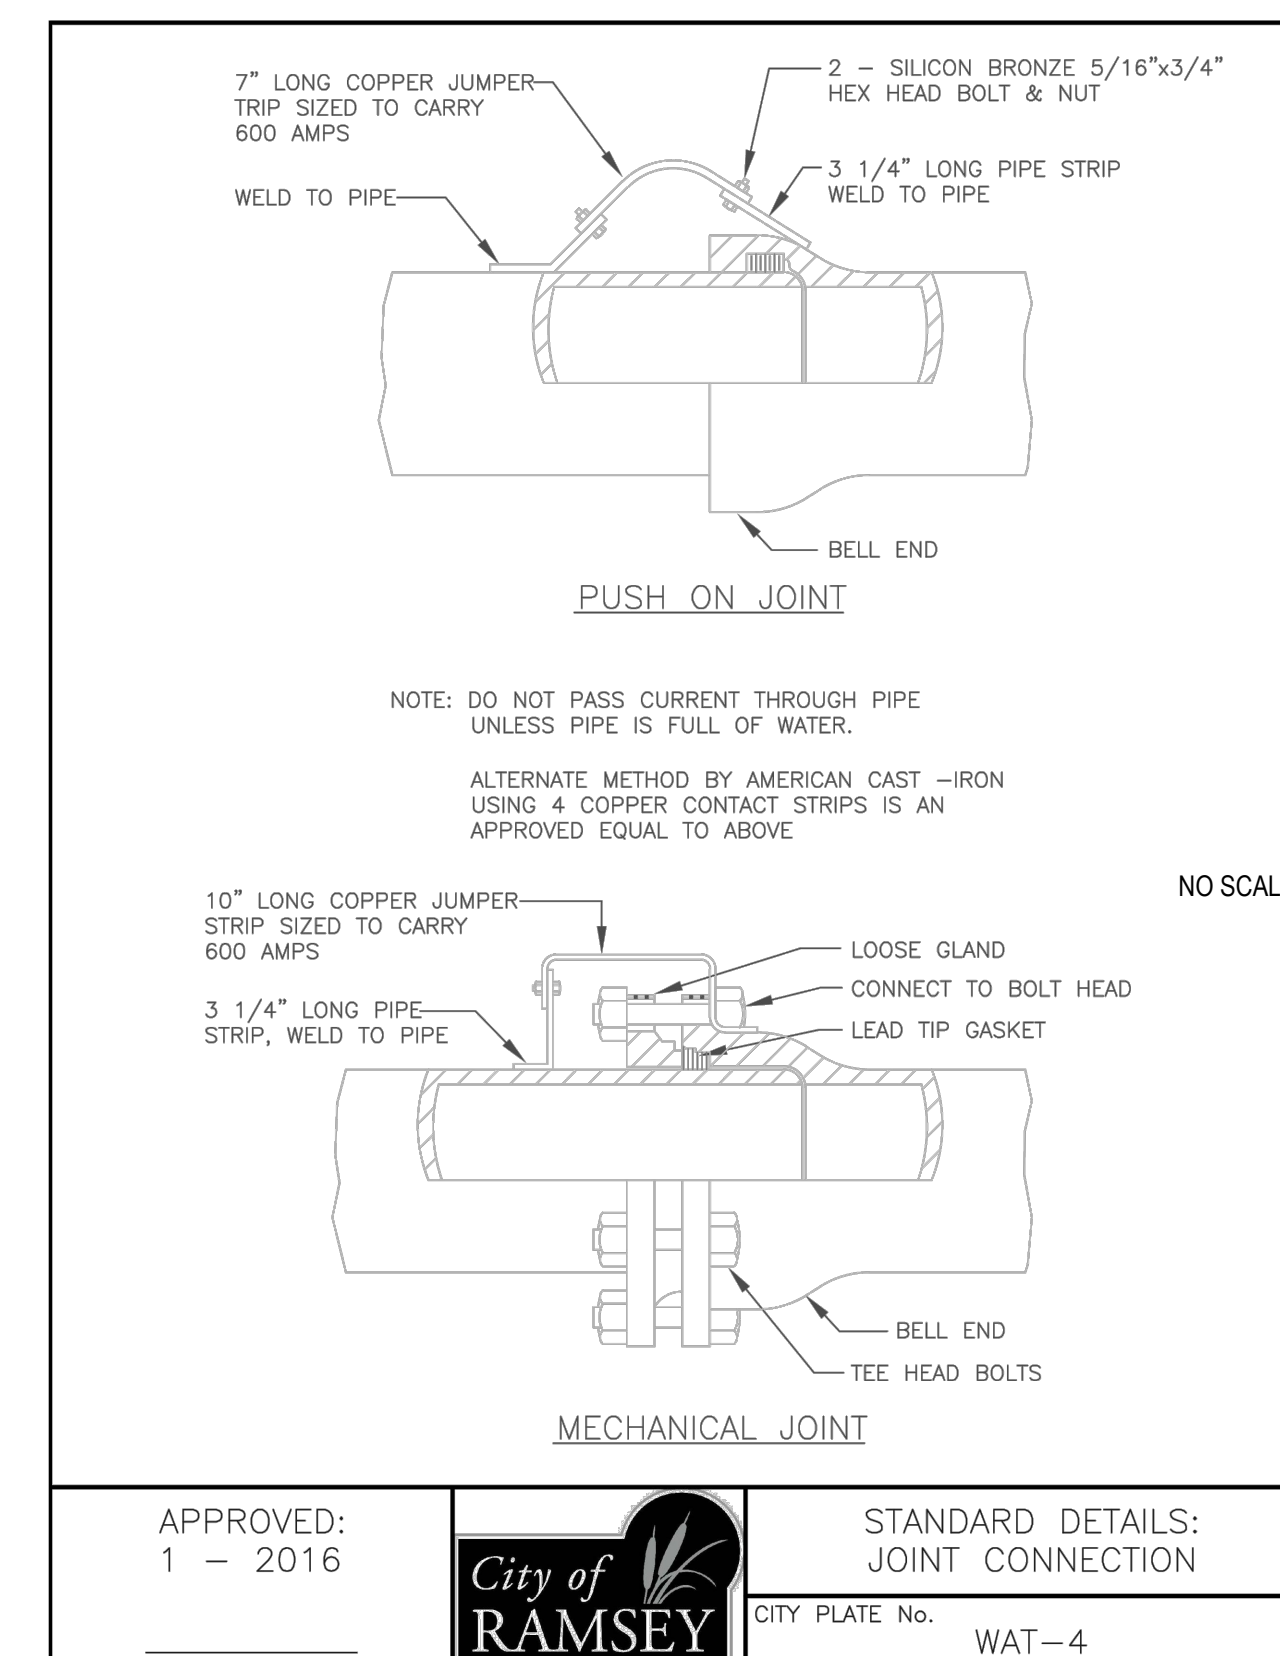 7" LONG COPPER JUMPER
TRIP SIZED TO CARRY
600 AMPS
2 - SILICON BRONZE 5/16"x3/4"
HEX HEAD BOLT & NUT
3 1/4" LONG PIPE STRIP
WELD TO PIPE
WELD TO PIPE
BELL END
PUSH ON JOINT
NOTE: DO NOT PASS CURRENT THROUGH PIPE
UNLESS PIPE IS FULL OF WATER.
ALTERNATE METHOD BY AMERICAN CAST -IRON
USING 4 COPPER CONTACT STRIPS IS AN
APPROVED EQUAL TO ABOVE
NO SCAL
10" LONG COPPER JUMPER
STRIP SIZED TO CARRY
600 AMPS
3 1/4" LONG PIPE
STRIP, WELD TO PIPE
LOOSE GLAND
CONNECT TO BOLT HEAD
LEAD TIP GASKET
BELL END
TEE HEAD BOLTS
MECHANICAL JOINT
APPROVED:
1 - 2016
City of
RAMSEY
STANDARD DETAILS:
JOINT CONNECTION
CITY PLATE No.
WAT-4